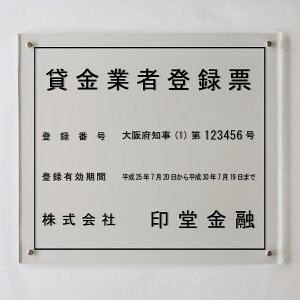 貸金業者登録票
登録番号 大阪府知事(1)第123456号
登録有効期間 平成25年7月20日から平成30年7月19日まで
株式会社 印堂金融